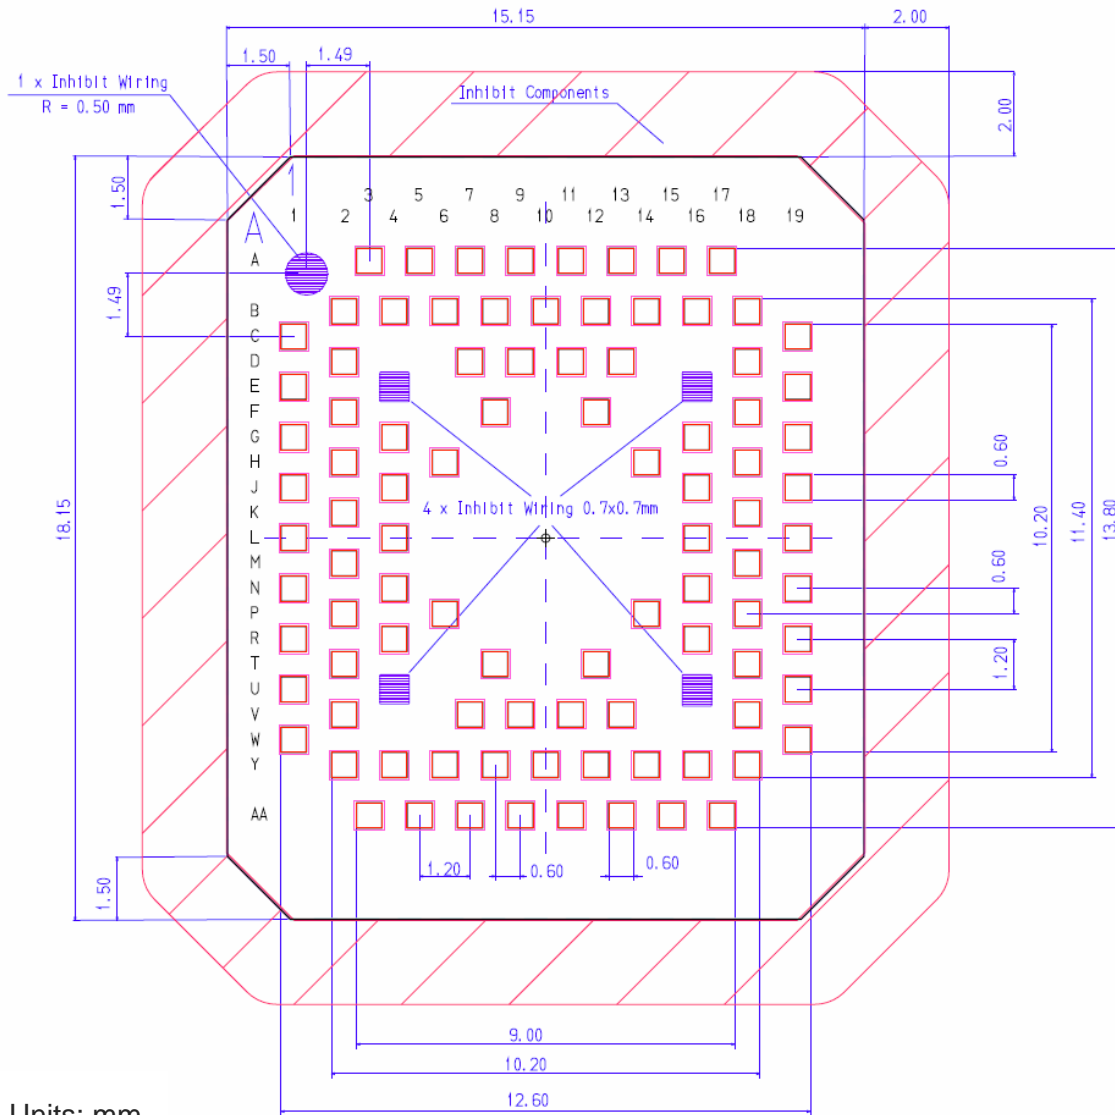 15.15
2.00
1.50
1.49
1 x Inhibit Wiring
R = 0.50 mm
Inhibit Components
2.00
1.50
1
3 5 7 9 11 13 15 17
1 2 4 6 8 10 12 14 16 18 19
A
A
1.49
B
C
D
E
F
G
H
0.60
J
4 x Inhibit Wiring 0.7x0.7mm
K
18.15
L
10.20
11.40
13.80
M
N
0.60
P
R
T
1.20
U
V
W
Y
AA
1.20
0.60
0.60
1.50
9.00
10.20
12.60
Units: mm